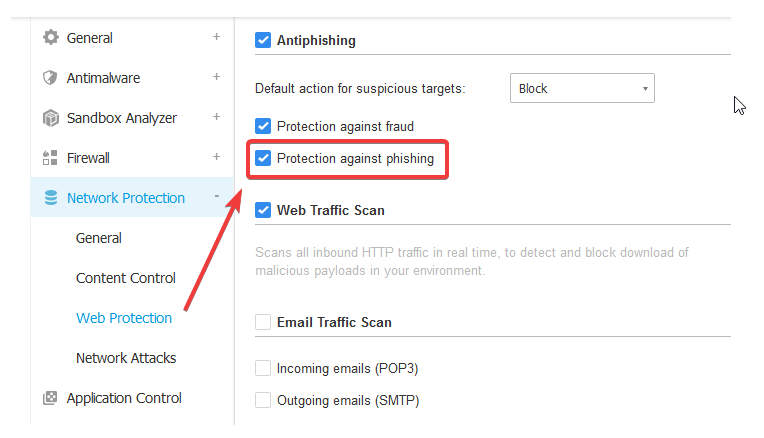 General +
Antimalware +
Sandbox Analyzer +
Firewall +
Network Protection -
General
Content Control
Web Protection
Network Attacks
Application Control
Antiphishing
Default action for suspicious targets: Block
Protection against fraud
Protection against phishing
Web Traffic Scan
Scans all inbound HTTP traffic in real time, to detect and block download of
malicious payloads in your environment.
Email Traffic Scan
Incoming emails (POP3)
Outgoing emails (SMTP)